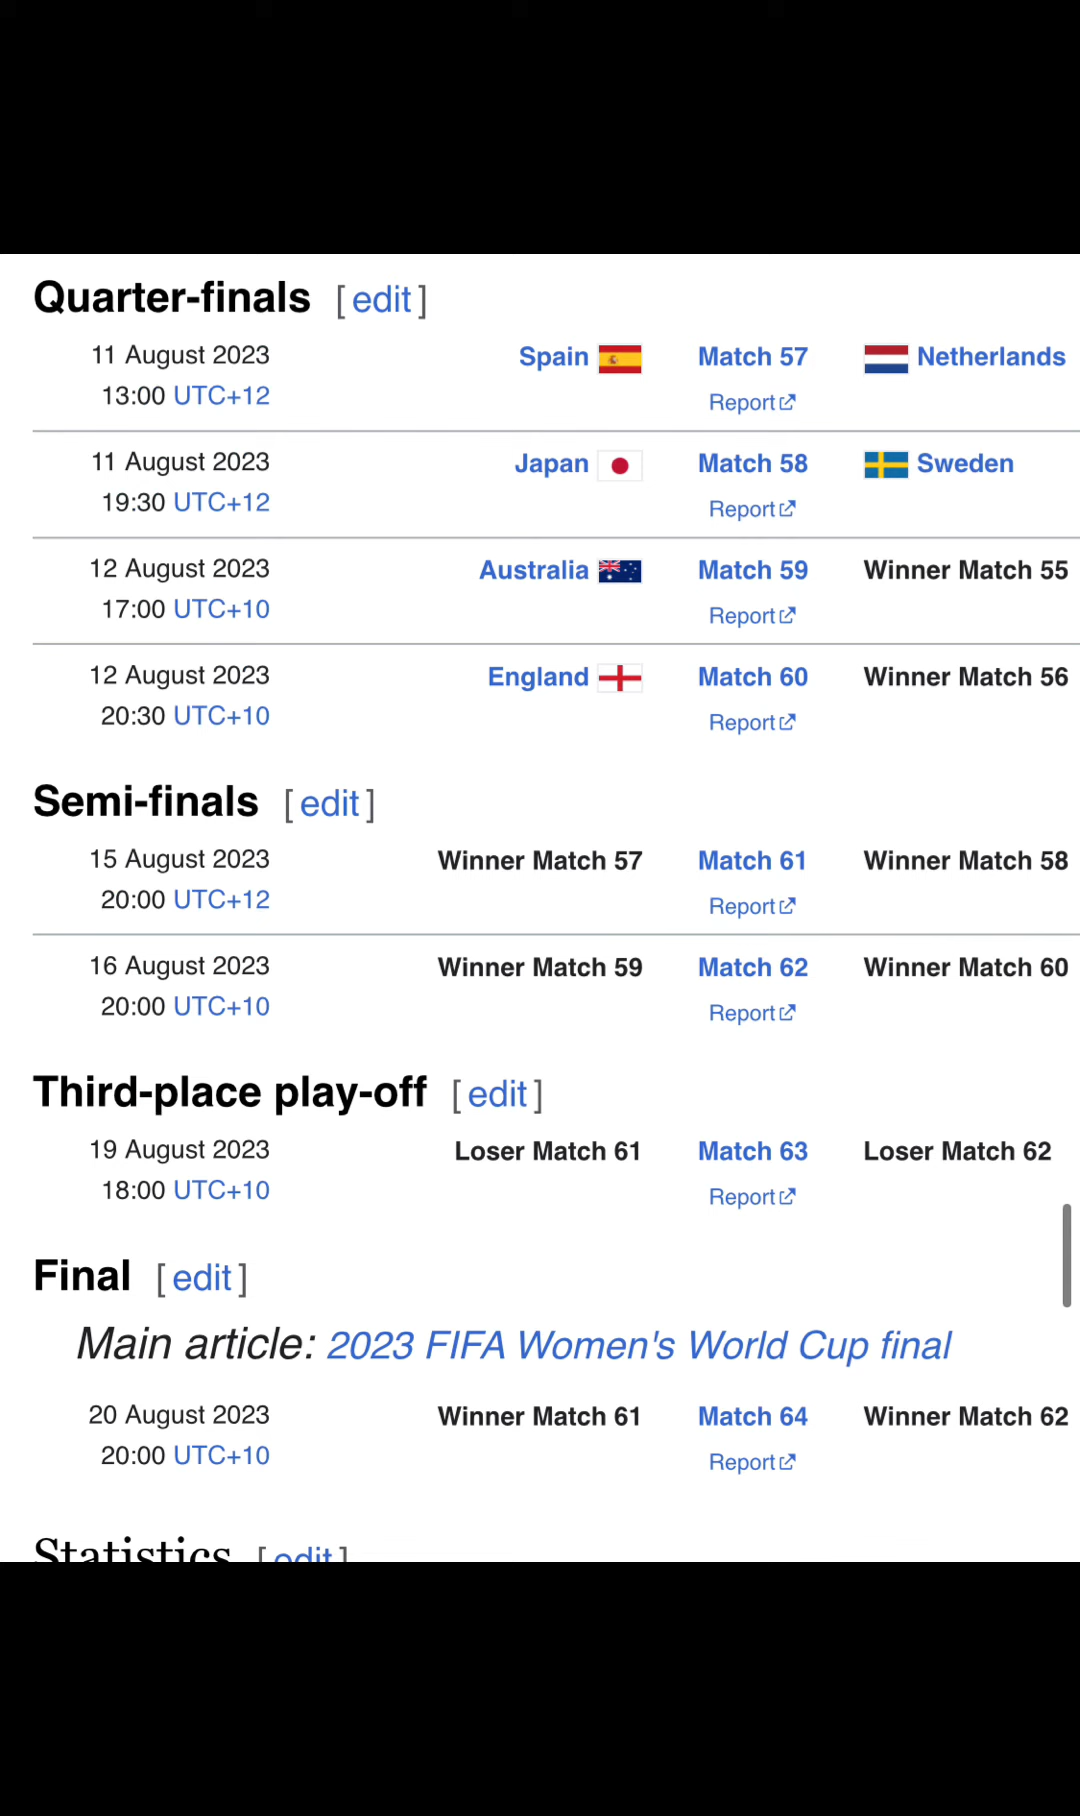 Quarter-finals [edit]
11 August 2023 Spain Match 57 Netherlands
13:00 UTC+12 Report
11 August 2023 Japan Match 58 Sweden
19:30 UTC+12 Report
12 August 2023 Australia Match 59 Winner Match 55
17:00 UTC+10 Report
12 August 2023 England Match 60 Winner Match 56
20:30 UTC+10 Report
Semi-finals [edit]
15 August 2023 Winner Match 57 Match 61 Winner Match 58
20:00 UTC+12 Report
16 August 2023 Winner Match 59 Match 62 Winner Match 60
20:00 UTC+10 Report
Third-place play-off [edit]
19 August 2023 Loser Match 61 Match 63 Loser Match 62
18:00 UTC+10 Report
Final [edit]
Main article: 2023 FIFA Women's World Cup final
20 August 2023 Winner Match 61 Match 64 Winner Match 62
20:00 UTC+10 Report
Statistics [edit]